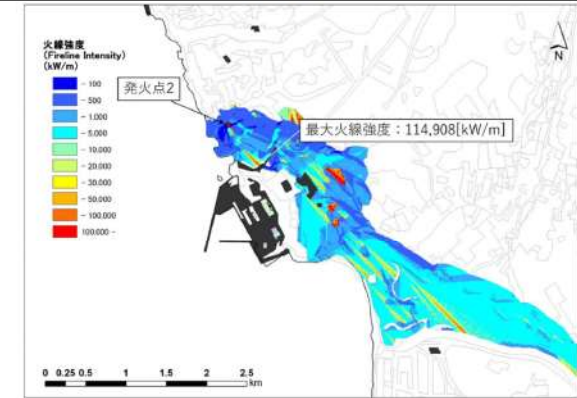 火線強度
(Fireline Intensity)
(kW/m)
- 100
- 500
- 1,000
- 5,000
- 10,000
- 20,000
- 30,000
- 50,000
- 100,000
100,000 -
発火点2
最大火線強度：114,908[kW/m]
N
0 0.25 0.5 1 1.5 2 2.5
km